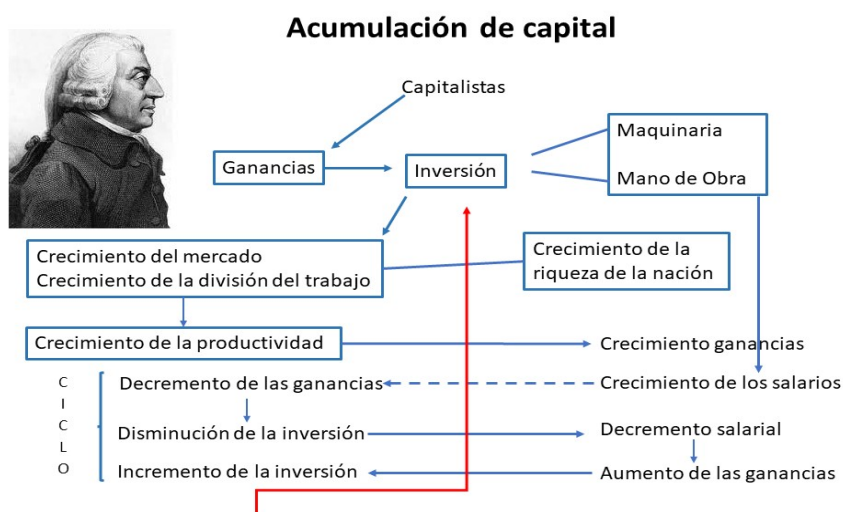 Acumulación de capital
Capitalistas
Ganancias
Inversión
Maquinaria
Mano de Obra
Crecimiento del mercado
Crecimiento de la división del trabajo
Crecimiento de la
riqueza de la nación
Crecimiento de la productividad
Crecimiento ganancias
C
I
C
L
O
Decremento de las ganancias
Crecimiento de los salarios
Disminución de la inversión
Decremento salarial
Incremento de la inversión
Aumento de las ganancias